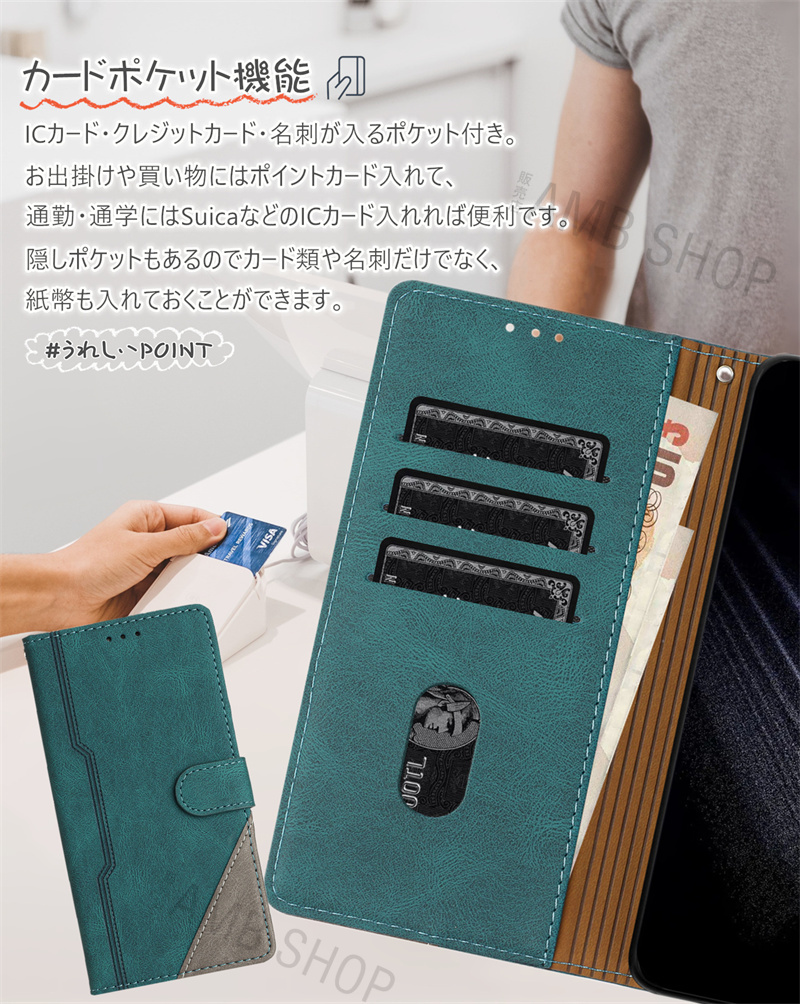 カードポケット機能
ICカード・クレジットカード・名刺が入るポケット付き。
お出掛けや買い物にはポイントカード入れて、
通勤・通学にはSuicaなどのICカード入れれば便利です。
隠しポケットもあるのでカード類や名刺だけでなく、
紙幣も入れておくことができます。
#うれしいPOINT
AMB SHOP
VISA
TRAVEL REWARDS
£10
AMB SHOP